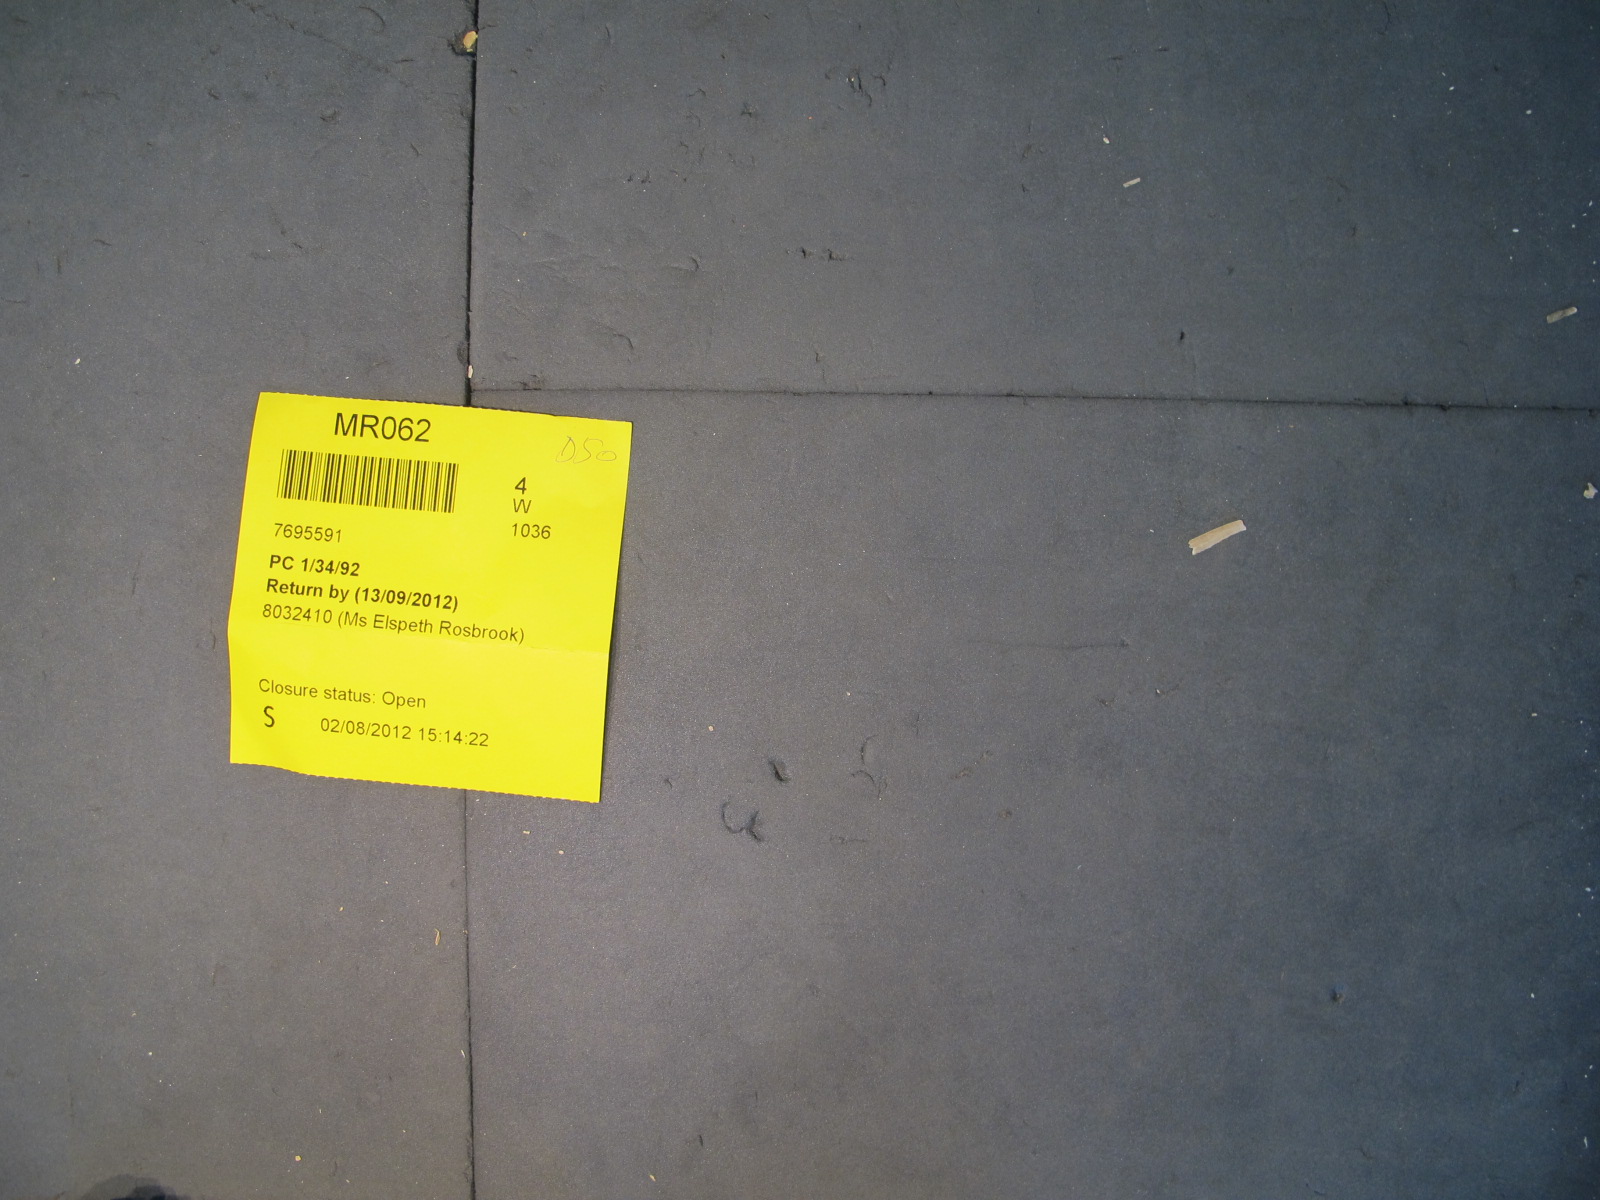 MR062
D50
4
W
7695591
1036
PC 1/34/92
Return by (13/09/2012)
8032410 (Ms Elspeth Rosbrook)
Closure status: Open
S
02/08/2012 15:14:22